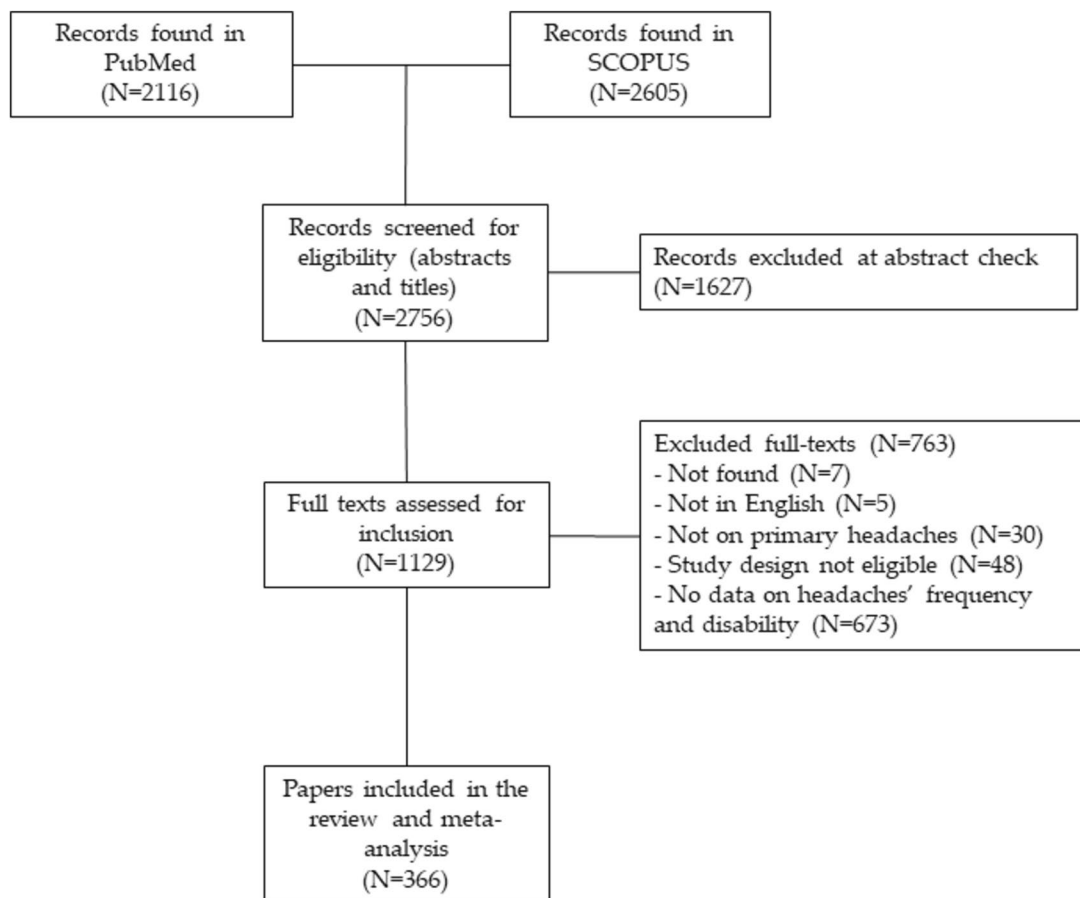 Records found in
PubMed
(N=2116)
Records found in
SCOPUS
(N=2605)
Records screened for
eligibility (abstracts
and titles)
(N=2756)
Records excluded at abstract check
(N=1627)
Full texts assessed for
inclusion
(N=1129)
Excluded full-texts (N=763)
- Not found (N=7)
- Not in English (N=5)
- Not on primary headaches (N=30)
- Study design not eligible (N=48)
- No data on headaches’ frequency
and disability (N=673)
Papers included in the
review and meta-
analysis
(N=366)